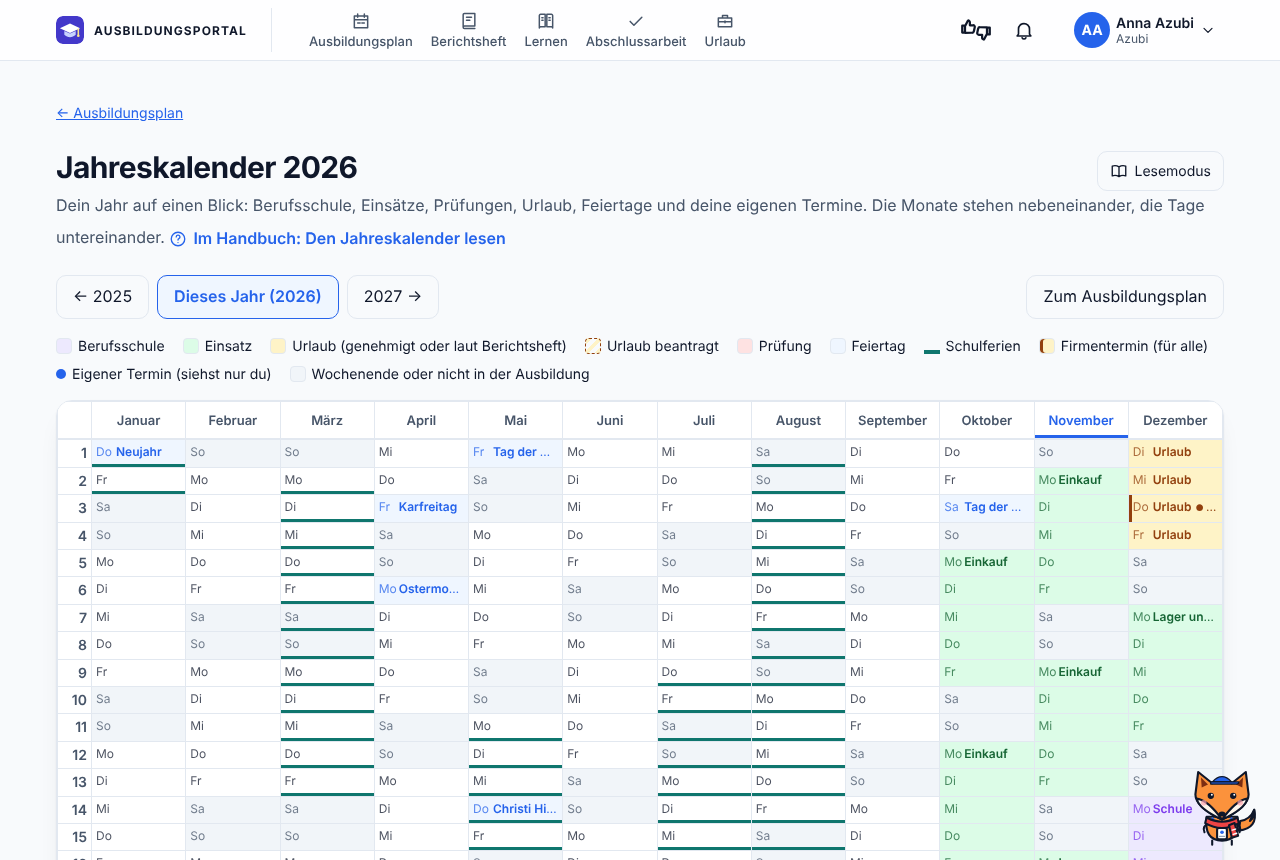 AUSBILDUNGSPORTAL
Ausbildungsplan Berichtsheft Lernen Abschlussarbeit Urlaub
AA Anna Azubi
Azubi
← Ausbildungsplan
Jahreskalender 2026
Lesemodus
Dein Jahr auf einen Blick: Berufsschule, Einsätze, Prüfungen, Urlaub, Feiertage und deine eigenen Termine. Die Monate stehen nebeneinander, die Tage
untereinander. Im Handbuch: Den Jahreskalender lesen
← 2025 Dieses Jahr (2026) 2027 → Zum Ausbildungsplan
Berufsschule Einsatz Urlaub (genehmigt oder laut Berichtsheft) Urlaub beantragt Prüfung Feiertag Schulferien Firmentermin (für alle)
Eigener Termin (siehst nur du) Wochenende oder nicht in der Ausbildung
Januar Februar März April Mai Juni Juli August September Oktober November Dezember
1 Do Neujahr So So Mi Fr Tag der ... Mo Mi Sa Di Do So Di Urlaub
2 Fr Mo Mo Do Sa Di Do So Mi Fr Mo Einkauf Mi Urlaub
3 Sa Di Di Fr Karfreitag So Mi Fr Mo Do Sa Tag der ... Di Do Urlaub ● ...
4 So Mi Mi Sa Mo Do Sa Di Fr So Mi Fr Urlaub
5 Mo Do Do So Di Fr So Mi Sa Mo Einkauf Do Sa
6 Di Fr Fr Mo Ostermo... Mi Sa Mo Do So Di Fr So
7 Mi Sa Sa Di Do So Di Fr Mo Mi Sa Mo Lager un...
8 Do So So Mi Fr Mo Mi Sa Di Do So Di
9 Fr Mo Mo Do Sa Di Do So Mi Fr Mo Einkauf Mi
10 Sa Di Di Fr So Mi Fr Mo Do Sa Di Do
11 So Mi Mi Sa Mo Do Sa Di Fr So Mi Fr
12 Mo Do Do So Di Fr So Mi Sa Mo Einkauf Do Sa
13 Di Fr Fr Mo Mi Sa Mo Do So Di Fr So
14 Mi Sa Sa Di Do Christi Hi... So Di Fr Mo Mi Sa Mo Schule
15 Do So So Mi Fr Mo Mi Sa Di Do So Di